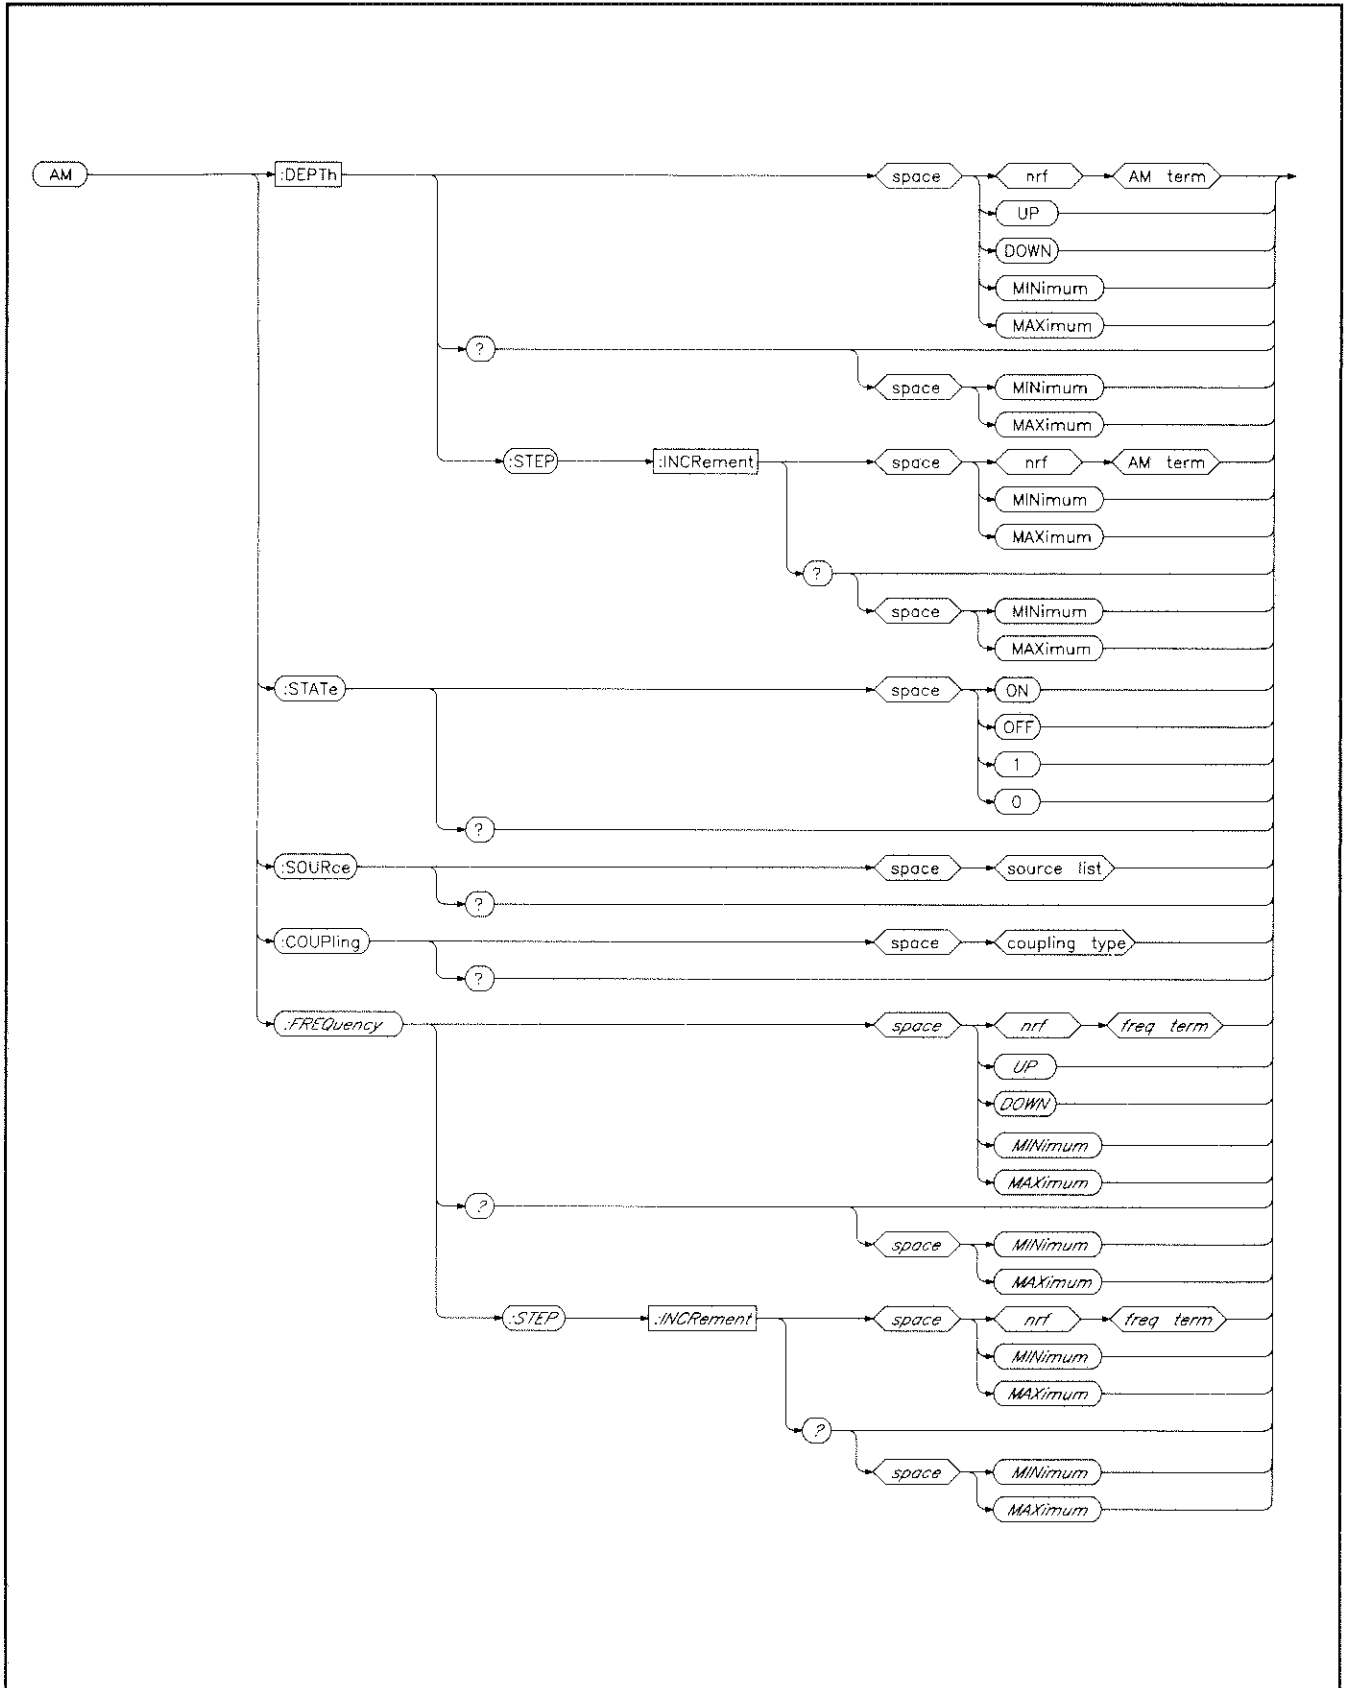 AM :DEPTh space nrf AM term
UP
DOWN
MINimum
MAXimum
?
space MINimum
MAXimum
:STEP :INCRement space nrf AM term
MINimum
MAXimum
?
space MINimum
MAXimum
:STATe space ON
OFF
1
0
?
:SOURce space source list
?
:COUPling space coupling type
?
:FREQuency space nrf freq term
UP
DOWN
MINimum
MAXimum
?
space MINimum
MAXimum
:STEP :INCRement space nrf freq term
MINimum
MAXimum
?
space MINimum
MAXimum